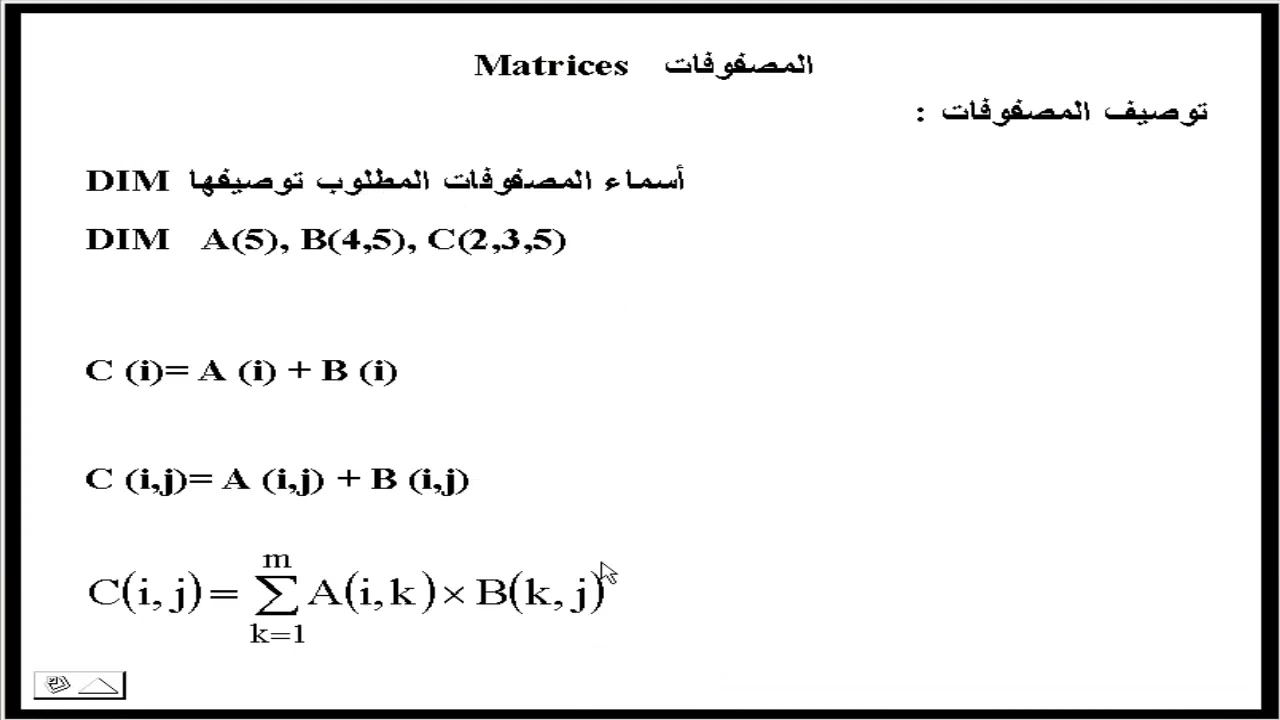 المصفوفات Matrices
توصيف المصفوفات :
DIM أسماء المصفوفات المطلوب توصيفها
DIM A(5), B(4,5), C(2,3,5)
C (i)= A (i) + B (i)
C (i,j)= A (i,j) + B (i,j)
C(i, j) = ∑_{k=1}^{m} A(i, k) × B(k, j)